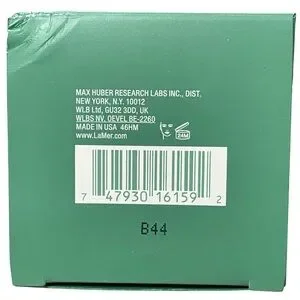 MAX HUBER RESEARCH LABS INC., DIST.
NEW YORK, N.Y. 10012
WLB Ltd, GU32 3DD, UK
WLBS NV, OEVEL BE-2260
MADE IN USA 46HM
www.LaMer.com
24M
7 47930 16159 2
B44